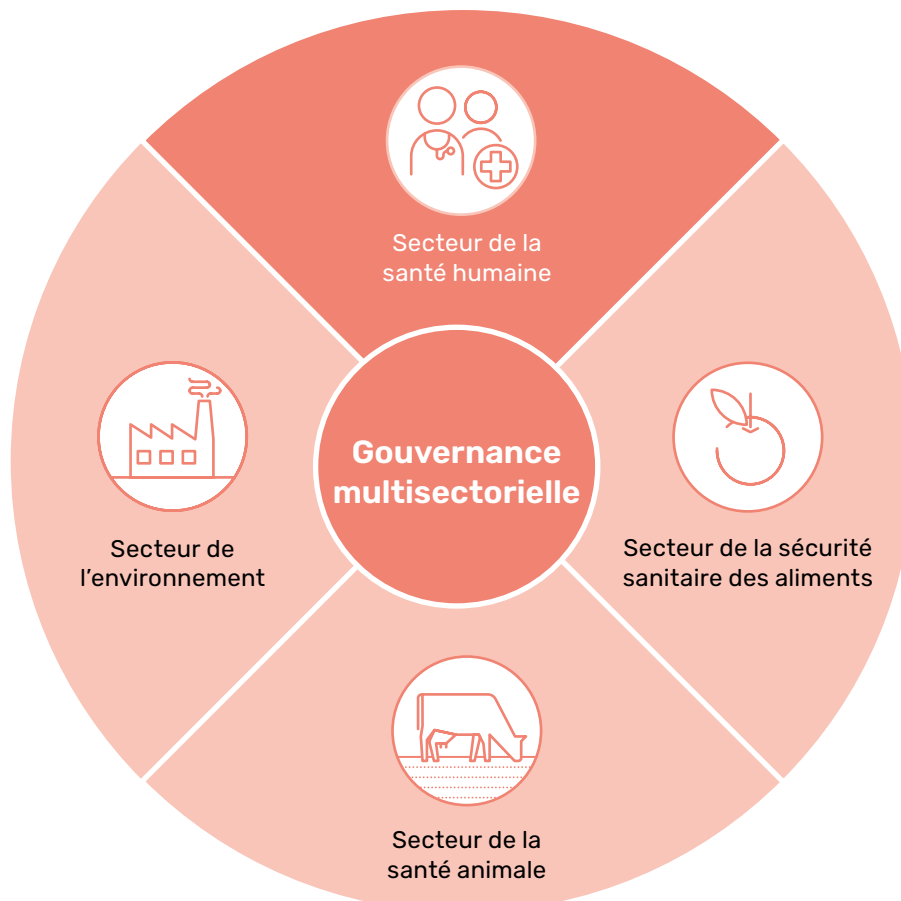 Secteur de la
santé humaine
Gouvernance
multisectorielle
Secteur de
l’environnement
Secteur de la sécurité
sanitaire des aliments
Secteur de la
santé animale